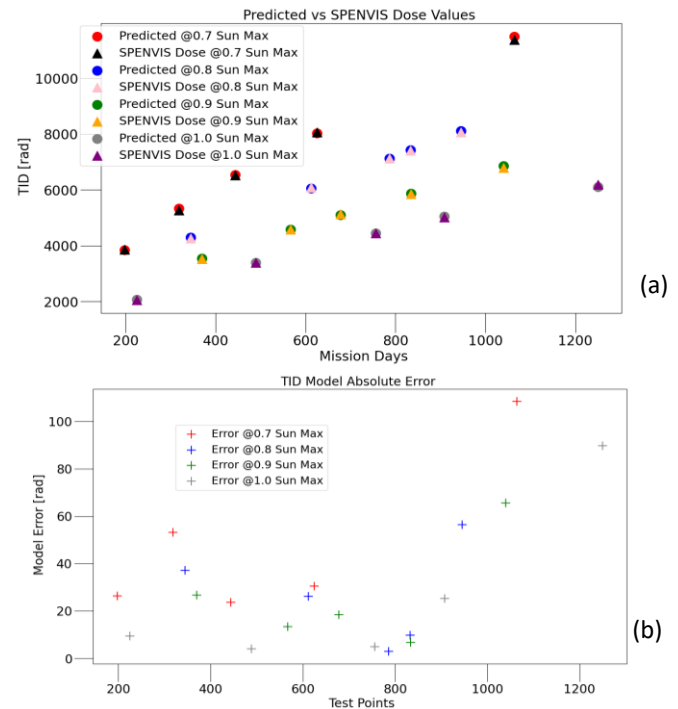 Predicted vs SPENVIS Dose Values
Predicted @0.7 Sun Max
SPENVIS Dose @0.7 Sun Max
Predicted @0.8 Sun Max
SPENVIS Dose @0.8 Sun Max
Predicted @0.9 Sun Max
SPENVIS Dose @0.9 Sun Max
Predicted @1.0 Sun Max
SPENVIS Dose @1.0 Sun Max
TID [rad]
10000
8000
6000
4000
2000
200 400 600 800 1000 1200
Mission Days
(a)
TID Model Absolute Error
Error @0.7 Sun Max
Error @0.8 Sun Max
Error @0.9 Sun Max
Error @1.0 Sun Max
Model Error [rad]
100
80
60
40
20
0
200 400 600 800 1000 1200
Test Points
(b)